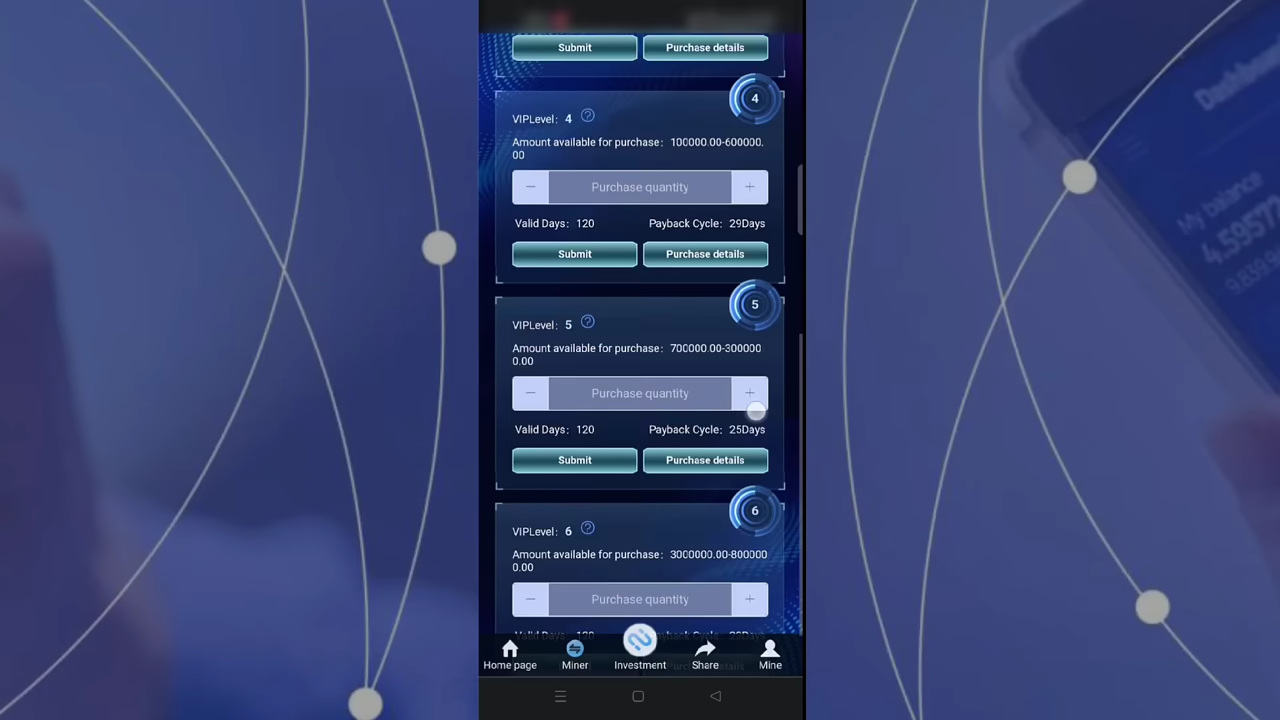 Dashboard
My balance
Submit
Purchase details
4
VIPLevel： 4
Amount available for purchase： 100000.00-600000.
00
Purchase quantity
Valid Days： 120
Payback Cycle： 29Days
Submit
Purchase details
5
VIPLevel： 5
Amount available for purchase： 700000.00-300000
0.00
Purchase quantity
Valid Days： 120
Payback Cycle： 25Days
Submit
Purchase details
6
VIPLevel： 6
Amount available for purchase： 3000000.00-800000
0.00
Purchase quantity
Home page
Miner
Investment
Share
Mine